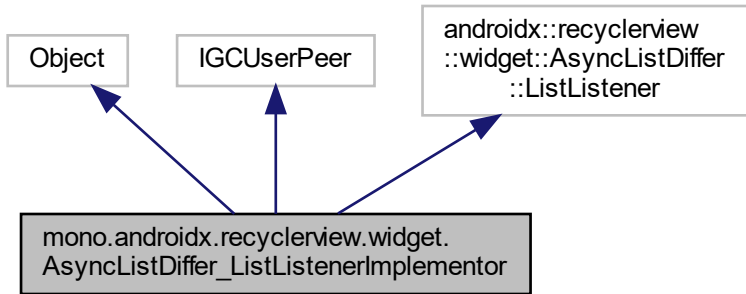 Object
IGCUserPeer
androidx::recyclerview
::widget::AsyncListDiffer
::ListListener
mono.androidx.recyclerview.widget.
AsyncListDiffer_ListListenerImplementor